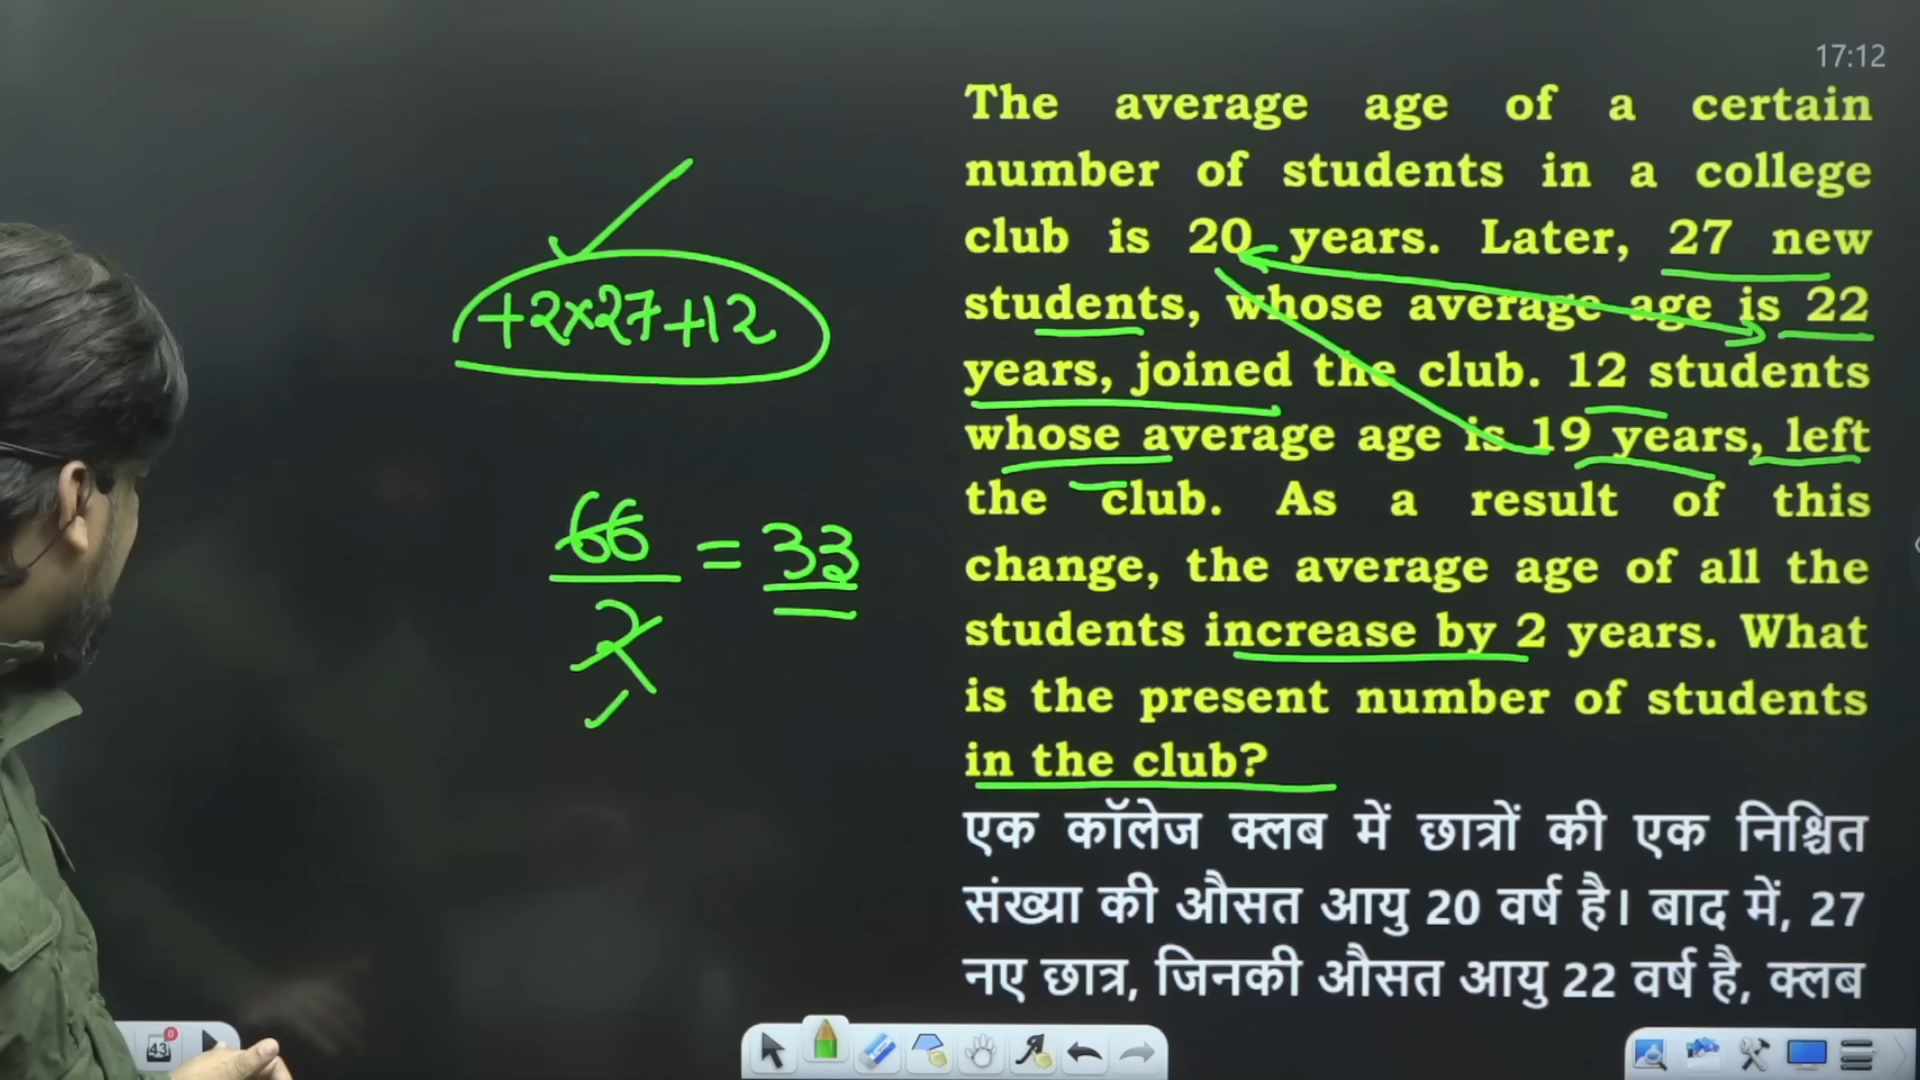 17:12
The average age of a certain
number of students in a college
club is 20 years. Later, 27 new
students, whose average age is 22
years, joined the club. 12 students
whose average age is 19 years, left
the club. As a result of this
change, the average age of all the
students increase by 2 years. What
is the present number of students
in the club?
एक कॉलेज क्लब में छात्रों की एक निश्चित
संख्या की औसत आयु 20 वर्ष है। बाद में, 27
नए छात्र, जिनकी औसत आयु 22 वर्ष है, क्लब
+2×27+12
66
= 33
2
43
0